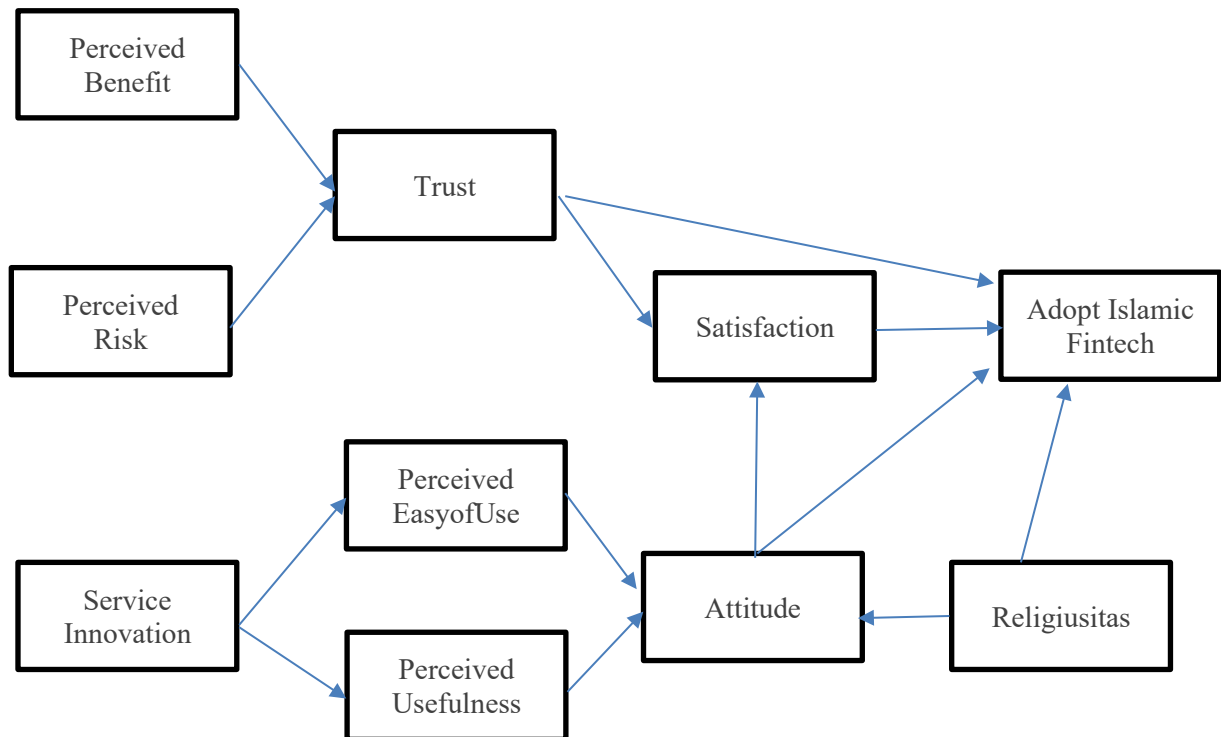 Perceived
Benefit
Trust
Perceived
Risk
Satisfaction
Adopt Islamic
Fintech
Perceived
EasyofUse
Service
Innovation
Attitude
Religiusitas
Perceived
Usefulness